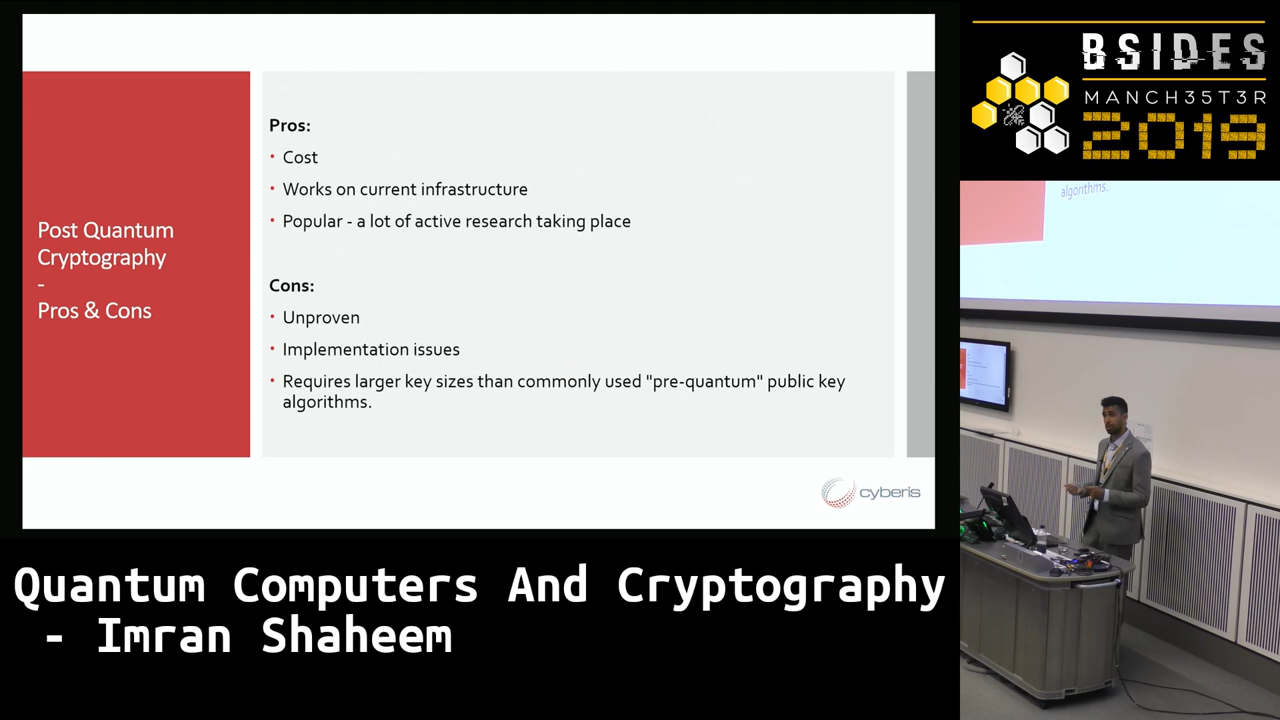 Post Quantum
Cryptography
-
Pros & Cons
Pros:
• Cost
• Works on current infrastructure
• Popular - a lot of active research taking place
Cons:
• Unproven
• Implementation issues
• Requires larger key sizes than commonly used "pre-quantum" public key
algorithms.
cyberis
BSIDES
MANCH35T3R
2019
algorithms.
Quantum Computers And Cryptography
- Imran Shaheem